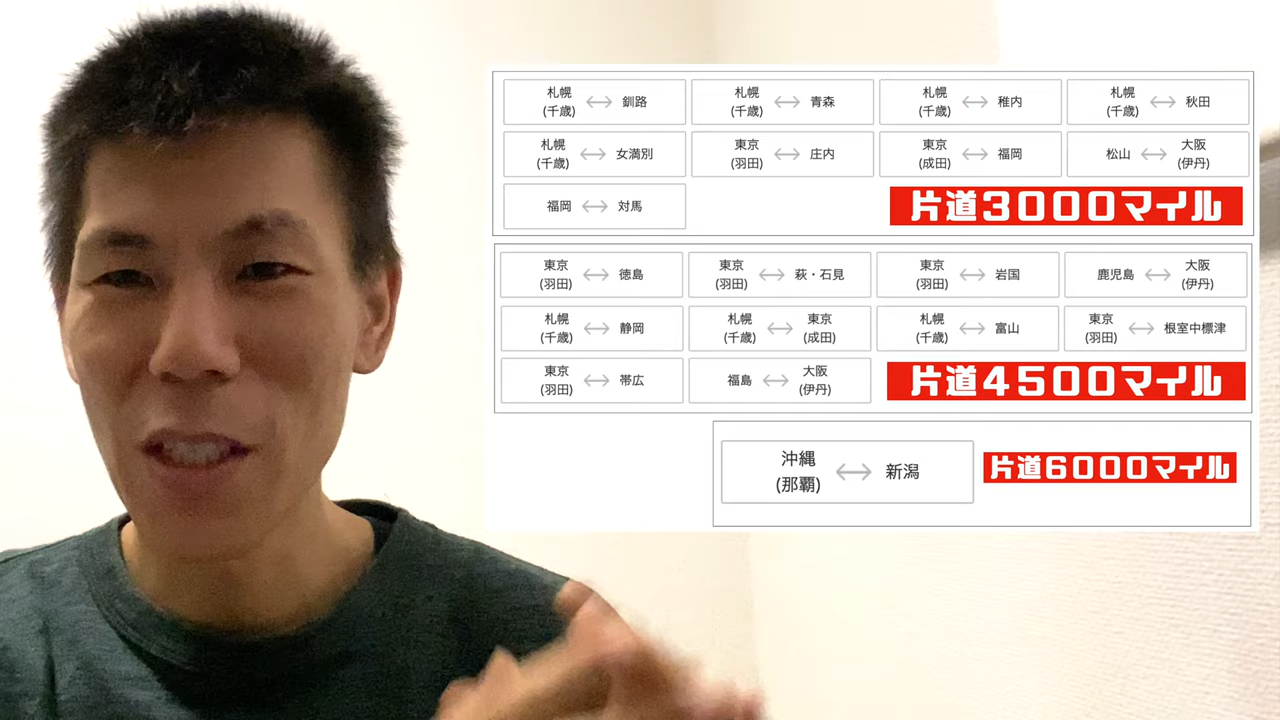 札幌(千歳) ↔ 釧路
札幌(千歳) ↔ 青森
札幌(千歳) ↔ 稚内
札幌(千歳) ↔ 秋田
札幌(千歳) ↔ 女満別
東京(羽田) ↔ 庄内
東京(成田) ↔ 福岡
松山 ↔ 大阪(伊丹)
福岡 ↔ 対馬
片道3000マイル
東京(羽田) ↔ 徳島
東京(羽田) ↔ 萩・石見
東京(羽田) ↔ 岩国
鹿児島 ↔ 大阪(伊丹)
札幌(千歳) ↔ 静岡
札幌(千歳) ↔ 東京(成田)
札幌(千歳) ↔ 富山
東京(羽田) ↔ 根室中標津
東京(羽田) ↔ 帯広
福島 ↔ 大阪(伊丹)
片道4500マイル
沖縄(那覇) ↔ 新潟
片道6000マイル